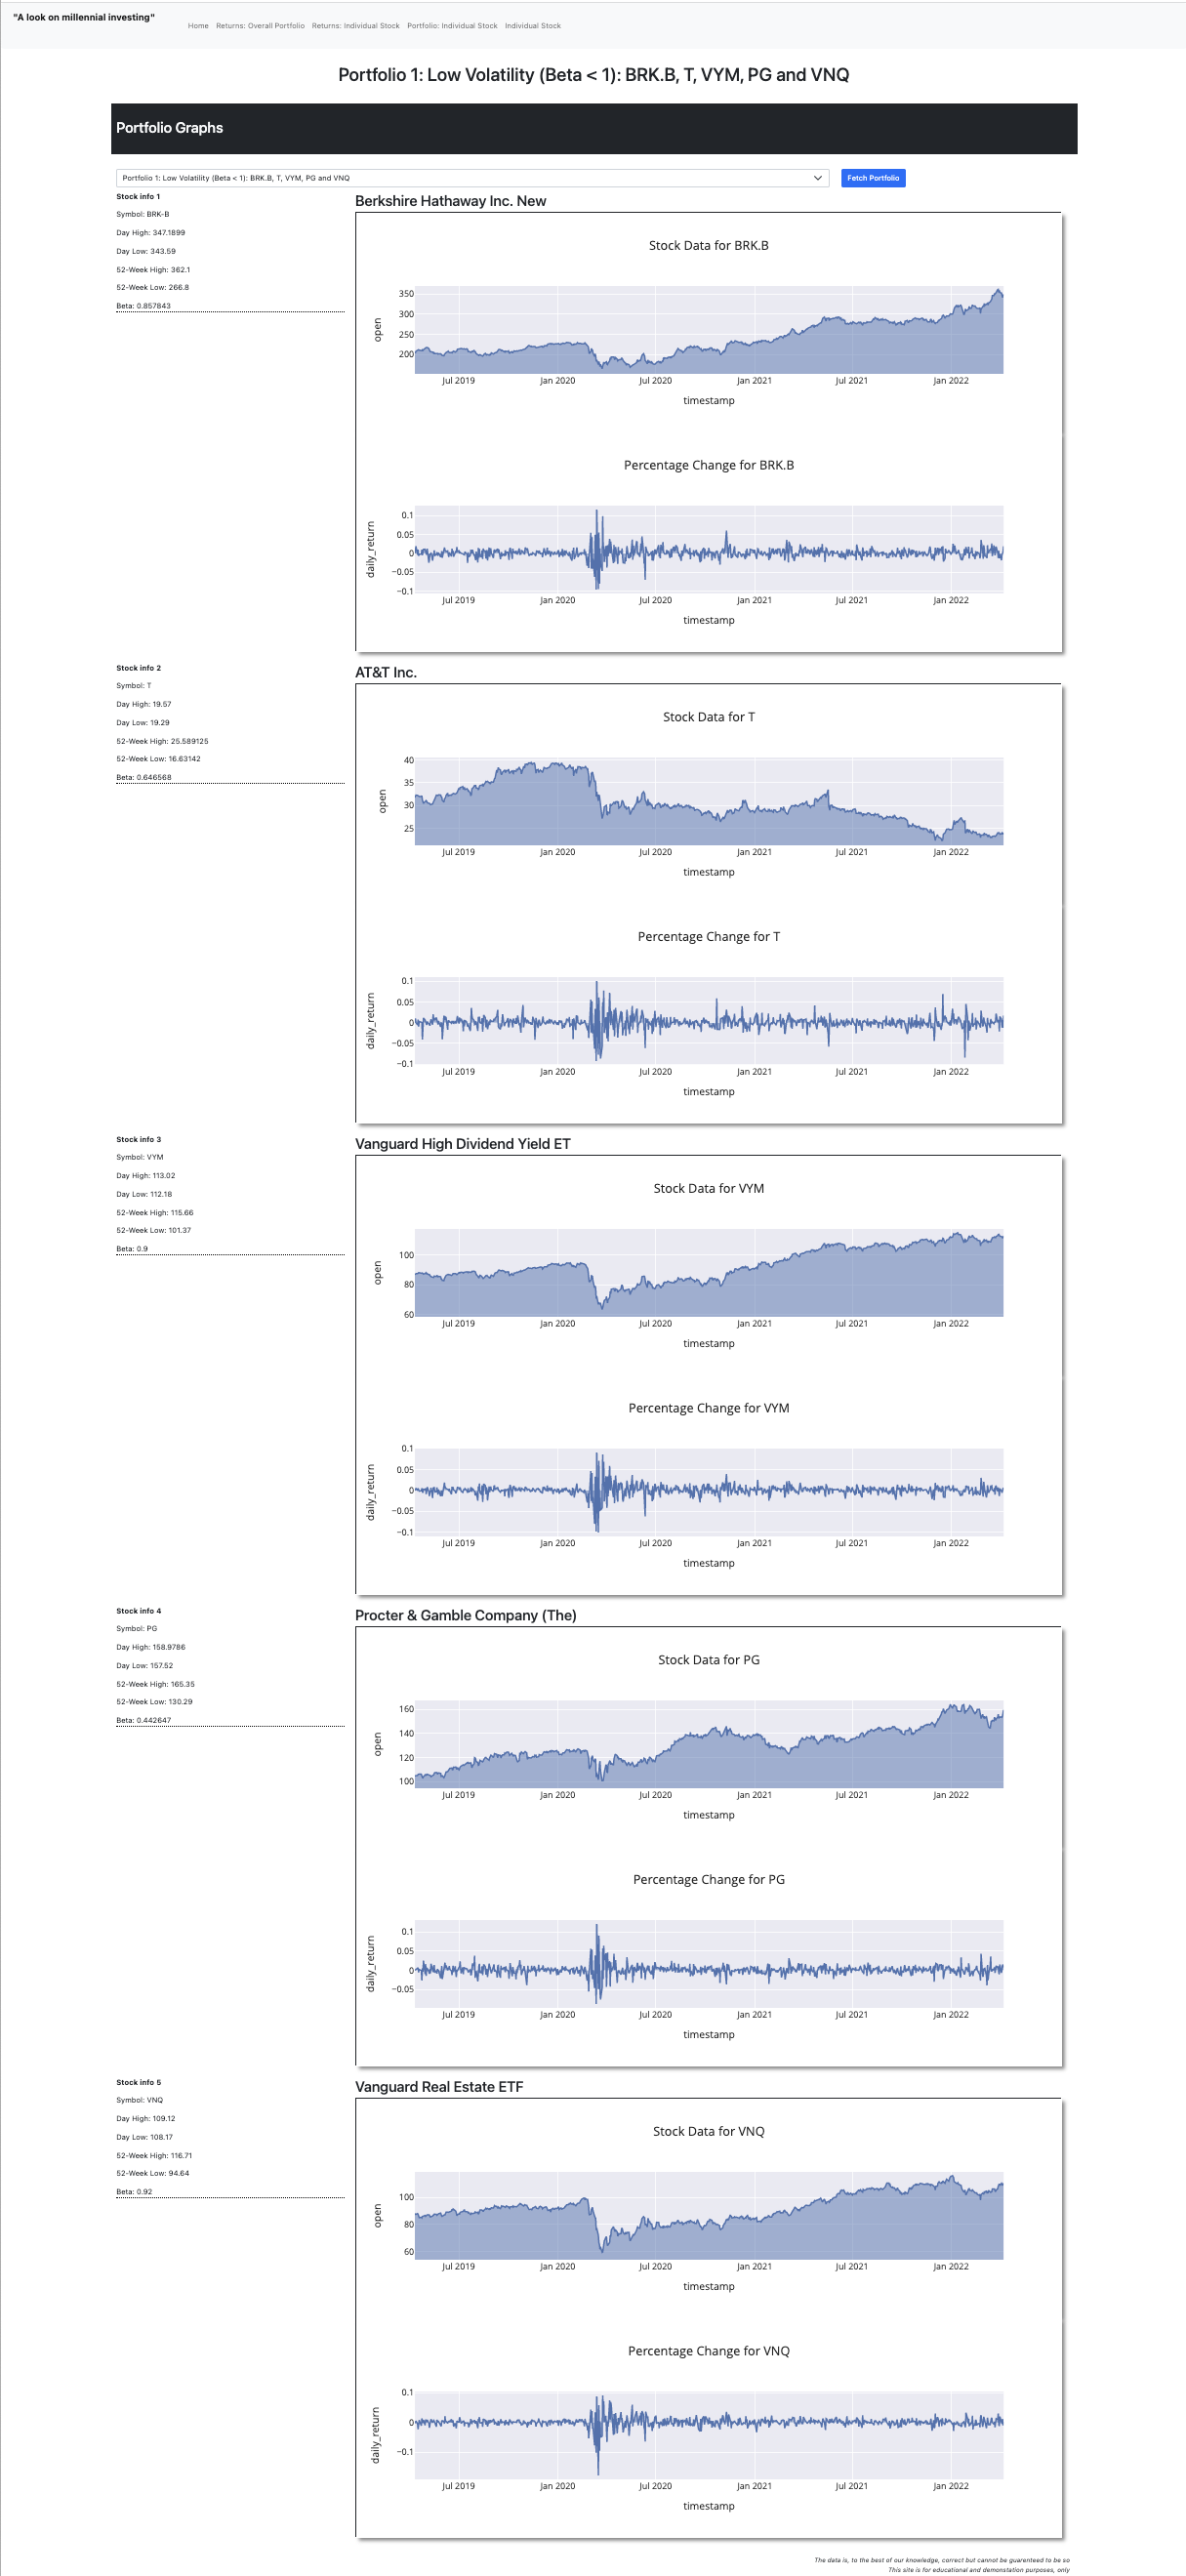 "A look on millennial investing"
Home Returns: Overall Portfolio Returns: Individual Stock Portfolio: Individual Stock Individual Stock
Portfolio 1: Low Volatility (Beta < 1): BRK.B, T, VYM, PG and VNQ
Portfolio Graphs
Portfolio 1: Low Volatility (Beta < 1): BRK.B, T, VYM, PG and VNQ
Fetch Portfolio
Stock info 1
Symbol: BRK-B
Day High: 347.1899
Day Low: 343.59
52-Week High: 362.1
52-Week Low: 266.8
Beta: 0.857843
Berkshire Hathaway Inc. New
Stock Data for BRK.B
350
300
250
200
open
Jul 2019 Jan 2020 Jul 2020 Jan 2021 Jul 2021 Jan 2022
timestamp
Percentage Change for BRK.B
0.1
0.05
0
−0.05
−0.1
daily_return
Jul 2019 Jan 2020 Jul 2020 Jan 2021 Jul 2021 Jan 2022
timestamp
Stock info 2
Symbol: T
Day High: 19.57
Day Low: 19.29
52-Week High: 25.589125
52-Week Low: 16.63142
Beta: 0.646568
AT&T Inc.
Stock Data for T
40
35
30
25
open
Jul 2019 Jan 2020 Jul 2020 Jan 2021 Jul 2021 Jan 2022
timestamp
Percentage Change for T
0.1
0.05
0
−0.05
−0.1
daily_return
Jul 2019 Jan 2020 Jul 2020 Jan 2021 Jul 2021 Jan 2022
timestamp
Stock info 3
Symbol: VYM
Day High: 113.02
Day Low: 112.18
52-Week High: 115.66
52-Week Low: 101.37
Beta: 0.9
Vanguard High Dividend Yield ET
Stock Data for VYM
100
80
60
open
Jul 2019 Jan 2020 Jul 2020 Jan 2021 Jul 2021 Jan 2022
timestamp
Percentage Change for VYM
0.1
0.05
0
−0.05
−0.1
daily_return
Jul 2019 Jan 2020 Jul 2020 Jan 2021 Jul 2021 Jan 2022
timestamp
Stock info 4
Symbol: PG
Day High: 158.9786
Day Low: 157.52
52-Week High: 165.35
52-Week Low: 130.29
Beta: 0.442647
Procter & Gamble Company (The)
Stock Data for PG
160
140
120
100
open
Jul 2019 Jan 2020 Jul 2020 Jan 2021 Jul 2021 Jan 2022
timestamp
Percentage Change for PG
0.1
0.05
0
−0.05
daily_return
Jul 2019 Jan 2020 Jul 2020 Jan 2021 Jul 2021 Jan 2022
timestamp
Stock info 5
Symbol: VNQ
Day High: 109.12
Day Low: 108.17
52-Week High: 116.71
52-Week Low: 94.64
Beta: 0.92
Vanguard Real Estate ETF
Stock Data for VNQ
100
80
60
open
Jul 2019 Jan 2020 Jul 2020 Jan 2021 Jul 2021 Jan 2022
timestamp
Percentage Change for VNQ
0.1
0
−0.1
daily_return
Jul 2019 Jan 2020 Jul 2020 Jan 2021 Jul 2021 Jan 2022
timestamp
The data is, to the best of our knowledge, correct but cannot be guarenteed to be so
This site is for educational and demonstation purposes, only